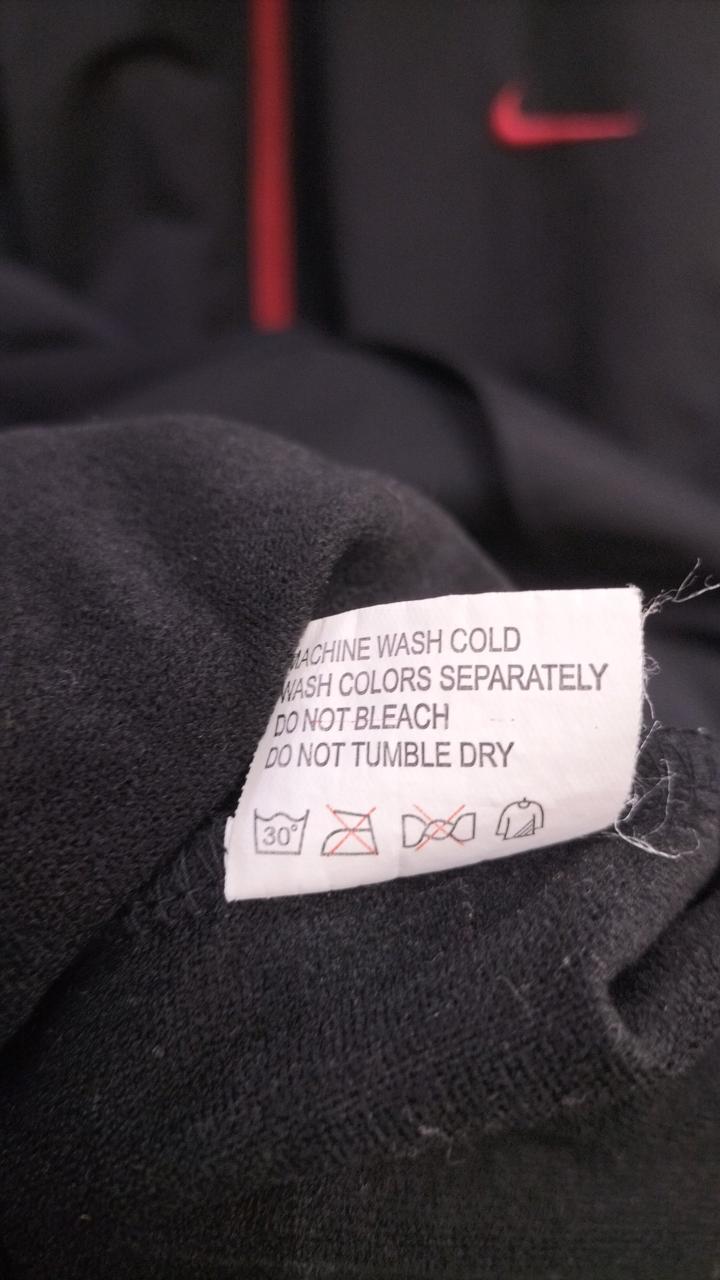 MACHINE WASH COLD
WASH COLORS SEPARATELY
DO NOT BLEACH
DO NOT TUMBLE DRY
30°